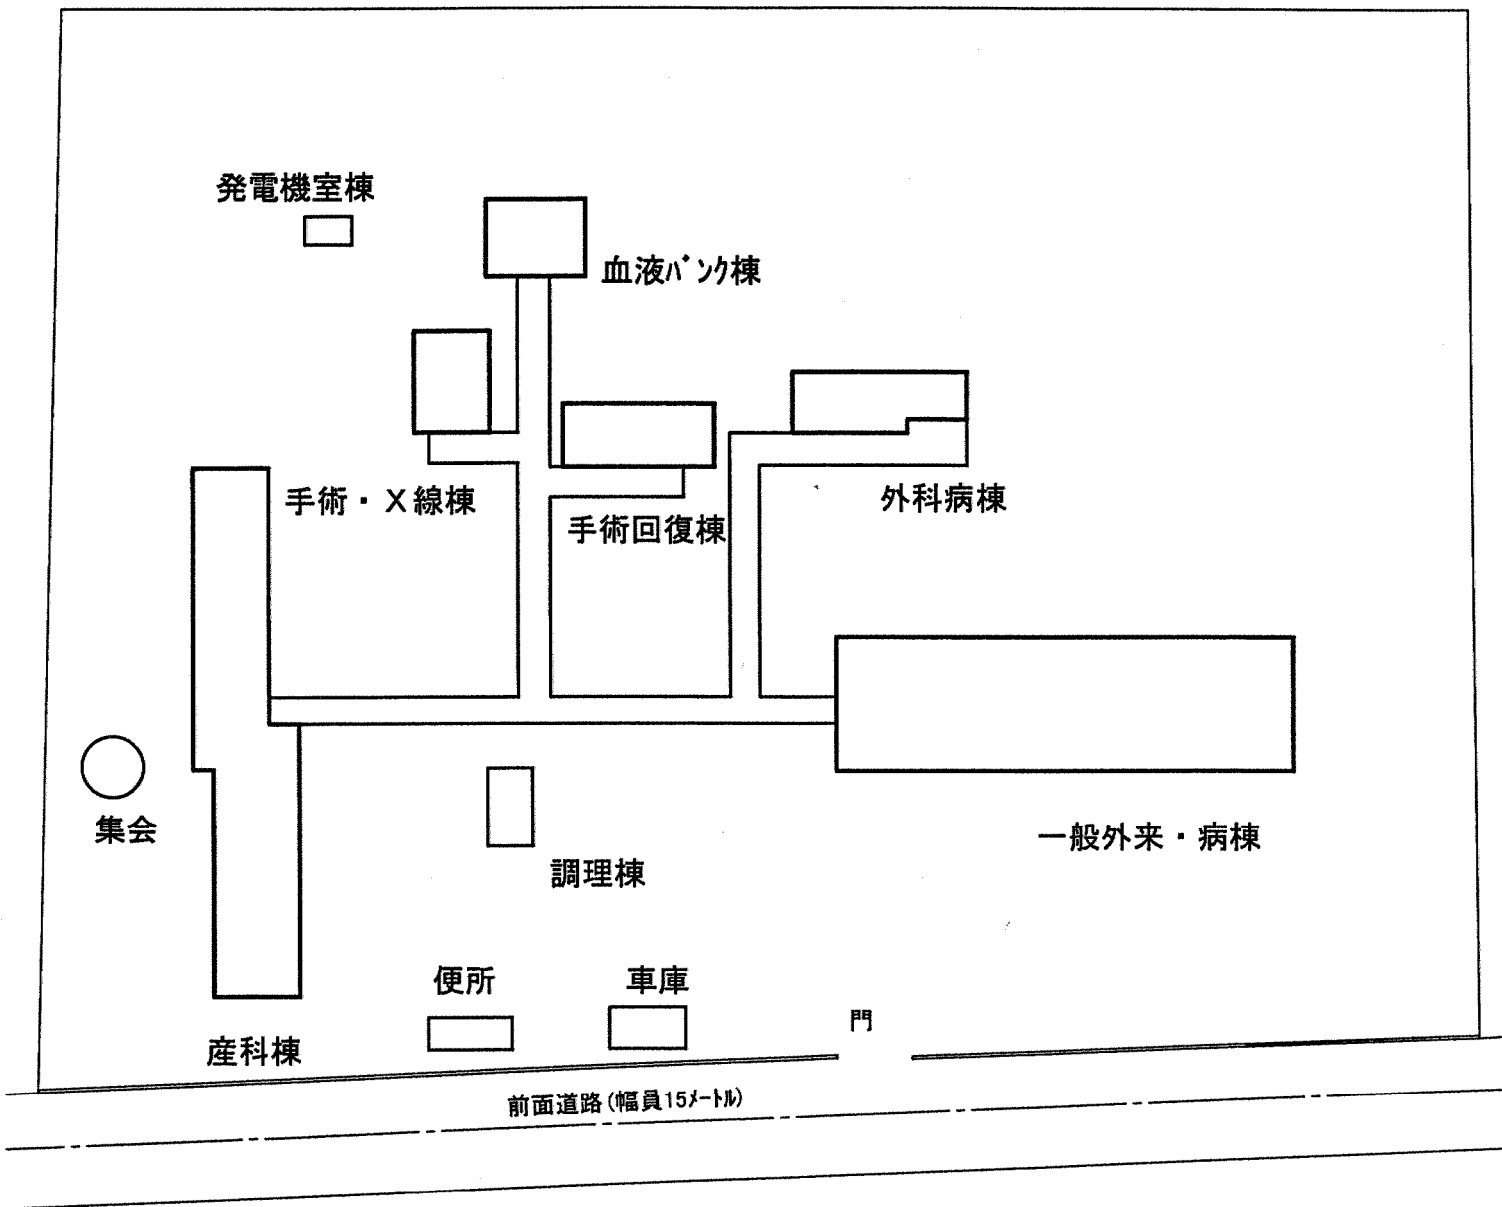 発電機室棟
血液ﾊﾞﾝｸ棟
手術・X線棟
外科病棟
手術回復棟
集会
一般外来・病棟
調理棟
便所
車庫
門
産科棟
前面道路(幅員15ﾒｰﾄﾙ)